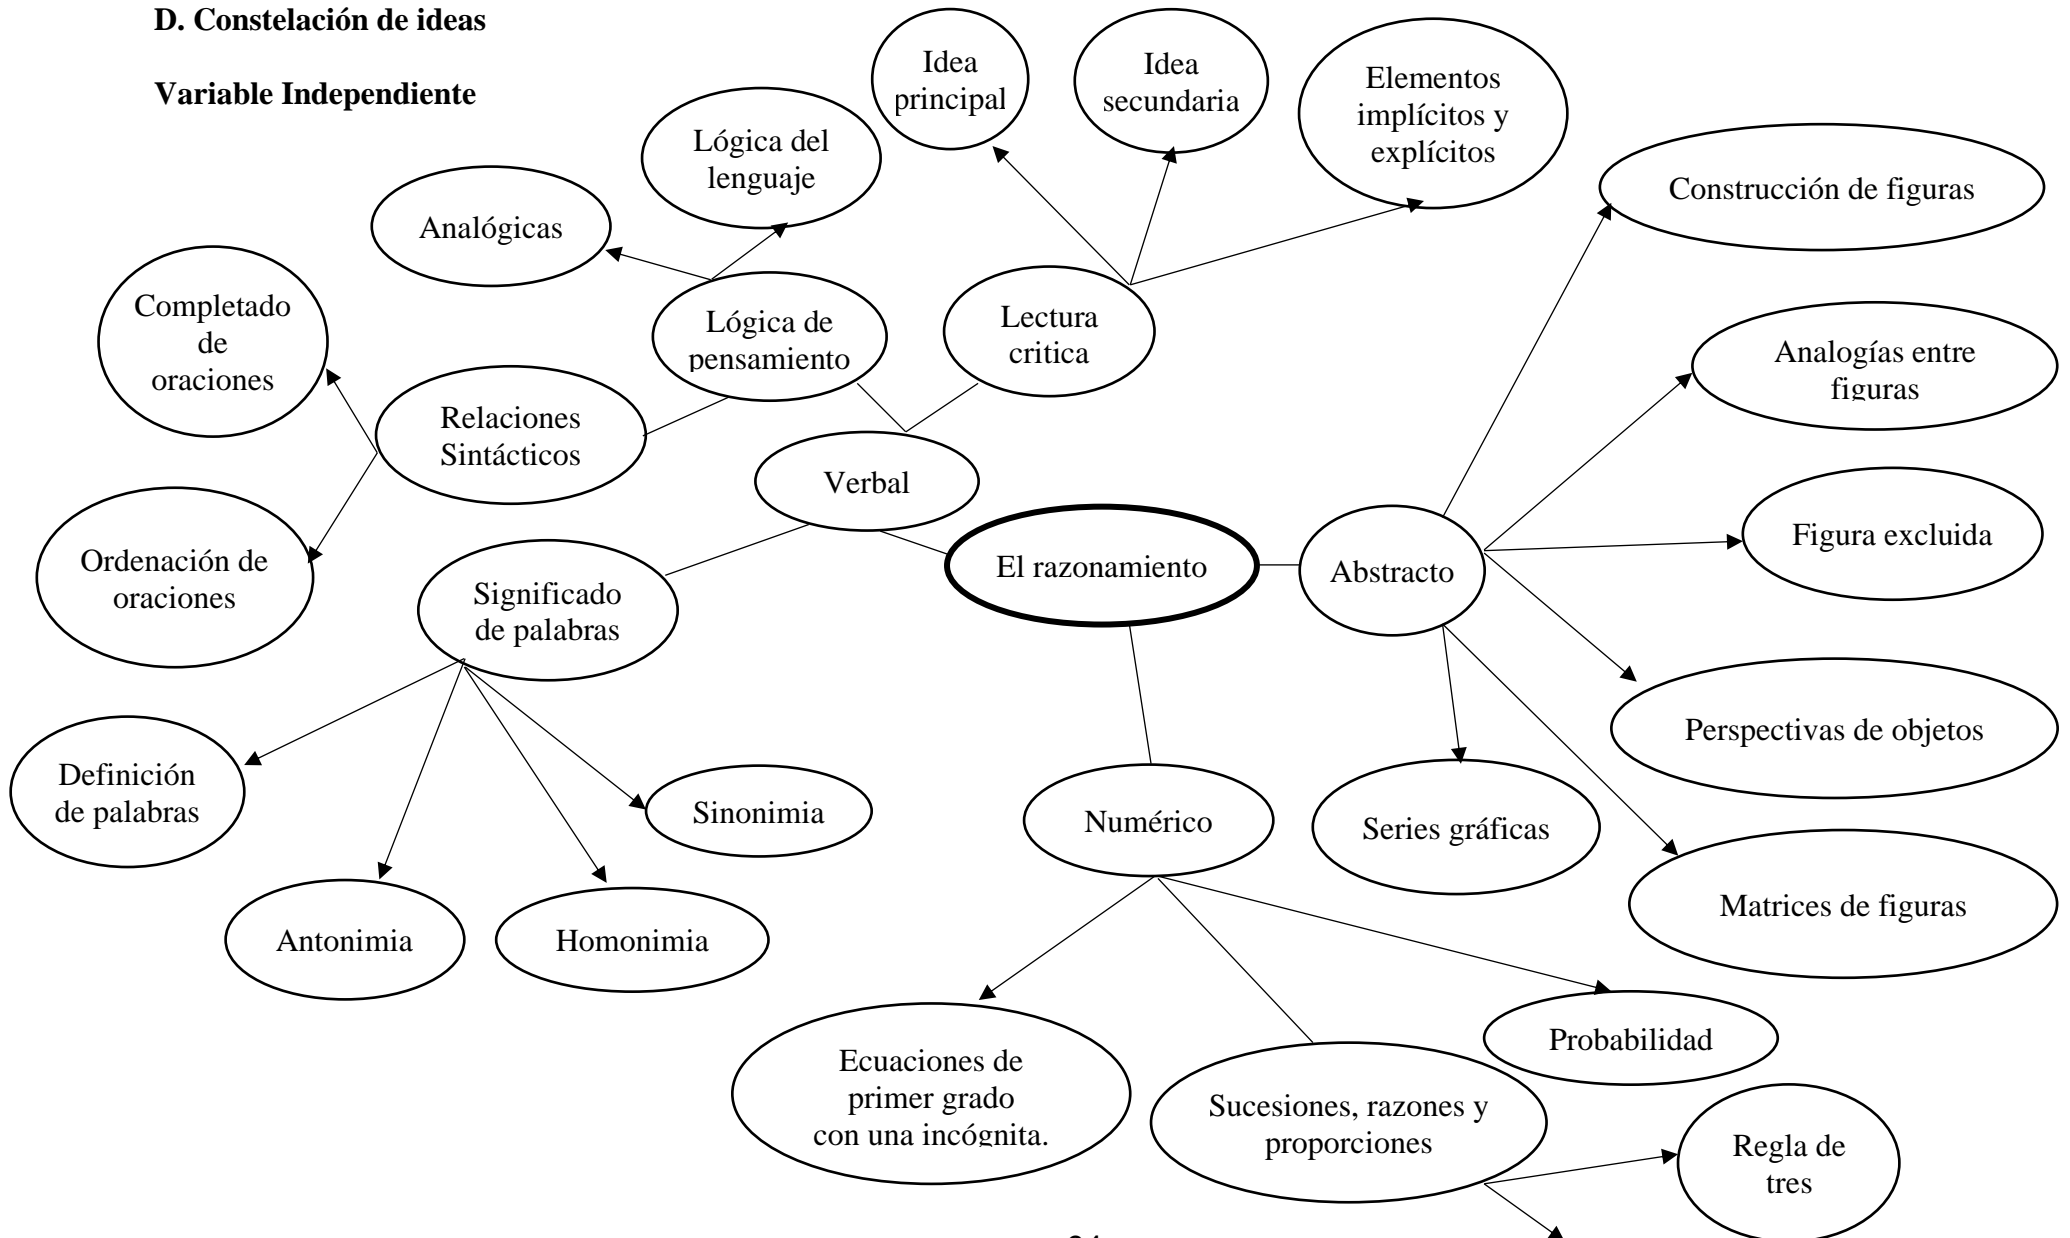 D. Constelación de ideas
Variable Independiente
Idea
principal
Idea
secundaria
Elementos
implícitos y
explícitos
Lógica del
lenguaje
Analógicas
Construcción de figuras
Completado
de
oraciones
Lógica de
pensamiento
Lectura
critica
Analogías entre
figuras
Relaciones
Sintácticos
Verbal
Figura excluida
Ordenación de
oraciones
Significado
de palabras
El razonamiento
Abstracto
Perspectivas de objetos
Definición
de palabras
Sinonimia
Numérico
Series gráficas
Antonimia
Homonimia
Matrices de figuras
Ecuaciones de
primer grado
con una incógnita.
Sucesiones, razones y
proporciones
Probabilidad
Regla de
tres